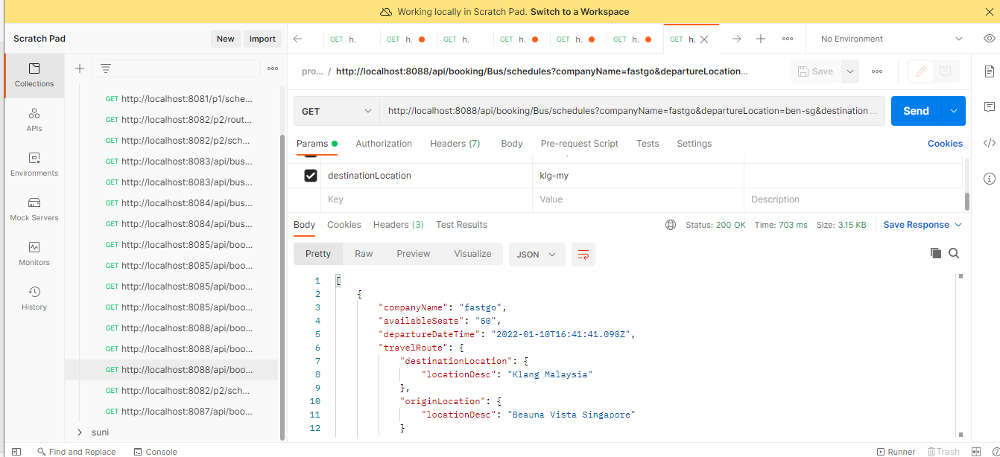 Working locally in Scratch Pad. Switch to a Workspace
Scratch Pad
New
Import
GET h.
GET h.
GET h.
GET h.
GET h.
GET h.
GET h.
No Environment
Collections
APIs
Environments
Mock Servers
Monitors
History
GET http://localhost:8081/p1/sche...
GET http://localhost:8082/p2/rout...
GET http://localhost:8082/p2/sch...
GET http://localhost:8083/api/bus...
GET http://localhost:8083/api/bus...
GET http://localhost:8084/api/bus...
GET http://localhost:8084/api/bus...
GET http://localhost:8085/api/boo...
GET http://localhost:8085/api/boo...
GET http://localhost:8085/api/boo...
GET http://localhost:8085/api/boo...
GET http://localhost:8088/api/boo...
GET http://localhost:8088/api/boo...
GET http://localhost:8088/api/boo...
GET http://localhost:8082/p2/sch...
GET http://localhost:8087/api/boo...
suni
pro... / http://localhost:8088/api/booking/Bus/schedules?companyName=fastgo&departureLocation...
Save
GET
http://localhost:8088/api/booking/Bus/schedules?companyName=fastgo&departureLocation=ben-sg&destination...
Send
Params
Authorization
Headers (7)
Body
Pre-request Script
Tests
Settings
Cookies
destinationLocation
klg-my
Key
Value
Description
Body
Cookies
Headers (3)
Test Results
Status: 200 OK
Time: 703 ms
Size: 3.15 KB
Save Response
Pretty
Raw
Preview
Visualize
JSON
1 [
2 {
3 "companyName": "fastgo",
4 "availableSeats": "50",
5 "departureDateTime": "2022-01-10T16:41:41.090Z",
6 "travelRoute": {
7 "destinationLocation": {
8 "locationDesc": "Klang Malaysia"
9 },
10 "originLocation": {
11 "locationDesc": "Beauna Vista Singapore"
12 }
Find and Replace
Console
Runner
Trash